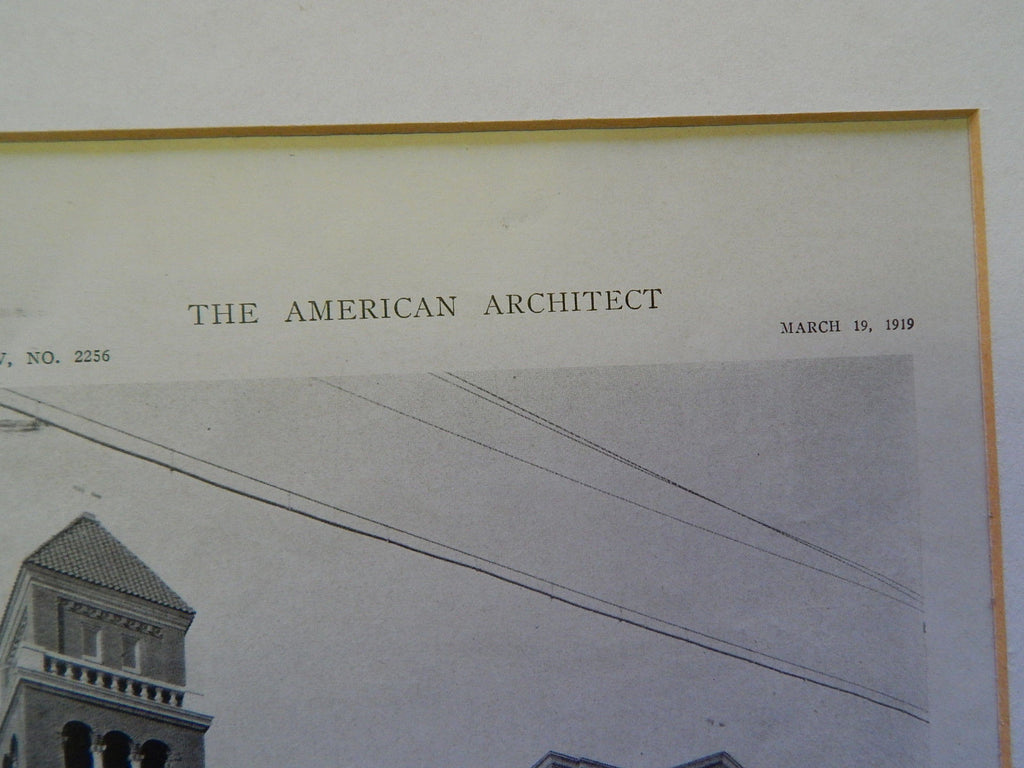 THE AMERICAN ARCHITECT
, NO. 2256
MARCH 19, 1919